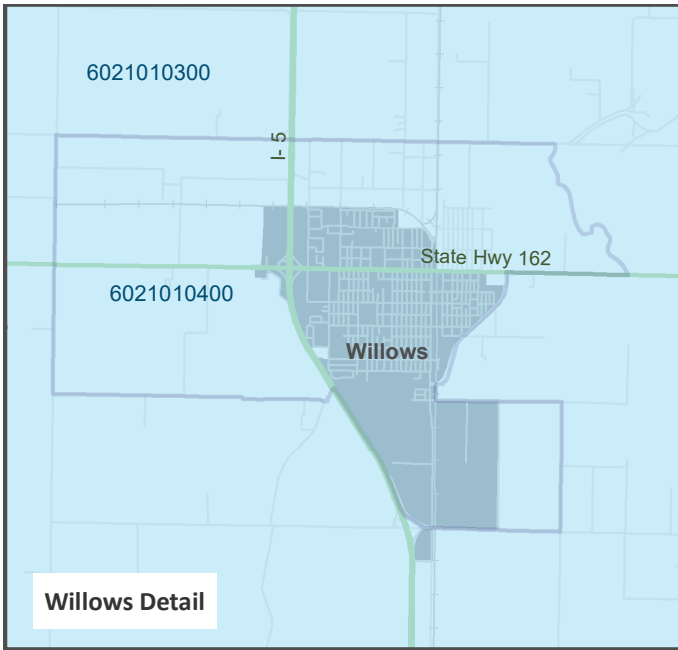 6021010300
I- 5
State Hwy 162
6021010400
Willows
Willows Detail